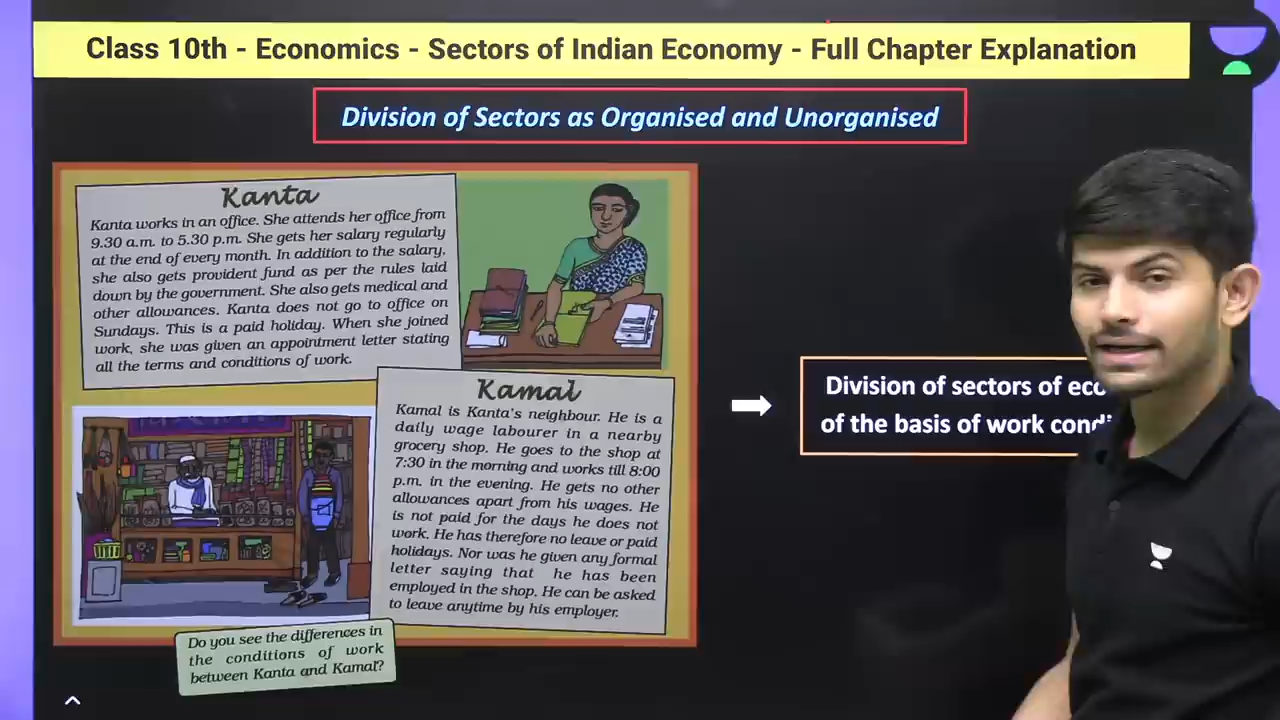 Class 10th - Economics - Sectors of Indian Economy - Full Chapter Explanation
Division of Sectors as Organised and Unorganised
Kanta
Kanta works in an office. She attends her office from
9.30 a.m. to 5.30 p.m. She gets her salary regularly
at the end of every month. In addition to the salary,
she also gets provident fund as per the rules laid
down by the government. She also gets medical and
other allowances. Kanta does not go to office on
Sundays. This is a paid holiday. When she joined
work, she was given an appointment letter stating
all the terms and conditions of work.
Kamal
Kamal is Kanta's neighbour. He is a
daily wage labourer in a nearby
grocery shop. He goes to the shop at
7:30 in the morning and works till 8:00
p.m. in the evening. He gets no other
allowances apart from his wages. He
is not paid for the days he does not
work. He has therefore no leave or paid
holidays. Nor was he given any formal
letter saying that he has been
employed in the shop. He can be asked
to leave anytime by his employer.
Do you see the differences in
the conditions of work
between Kanta and Kamal?
Division of sectors of eco
of the basis of work condi